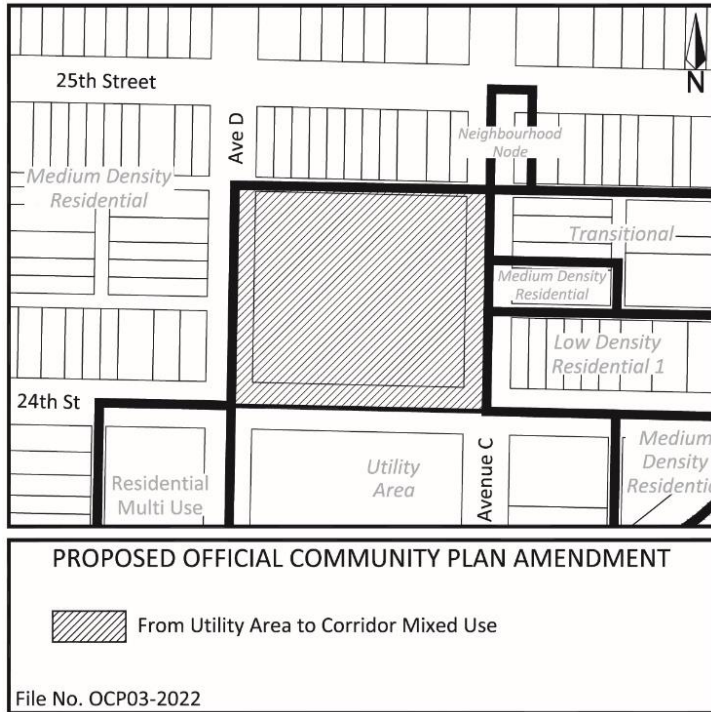 25th Street
N
Ave D
Neighbourhood
Node
Medium Density
Residential
Transitional
Medium Density
Residential
Low Density
Residential 1
24th St
Residential
Multi Use
Utility
Area
Avenue C
Medium
Density
PROPOSED OFFICIAL COMMUNITY PLAN AMENDMENT
From Utility Area to Corridor Mixed Use
File No. OCP03-2022